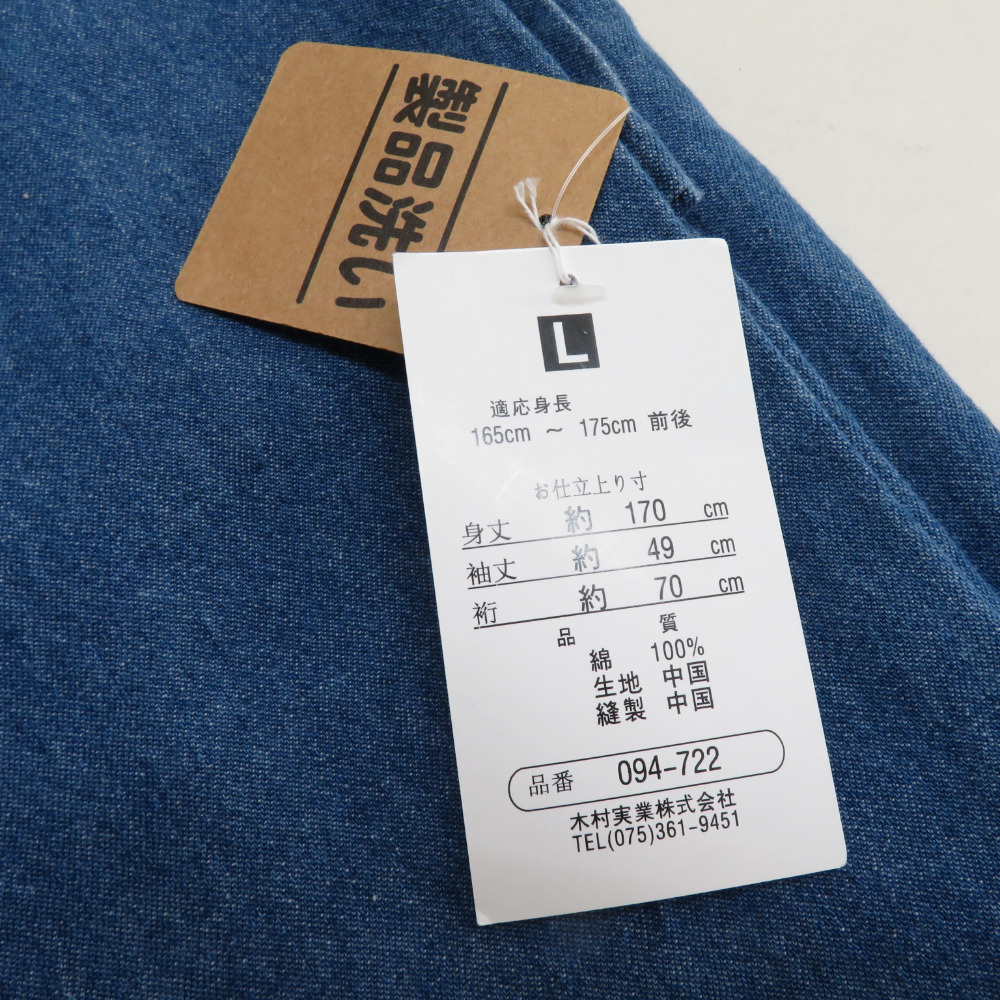 製品洗い
L
適応身長
165cm ～ 175cm 前後
お仕立上り寸
身丈 約 170 cm
袖丈 約 49 cm
裄 約 70 cm
品 質
綿 100%
生地 中国
縫製 中国
品番 094-722
木村実業株式会社
TEL(075)361-9451